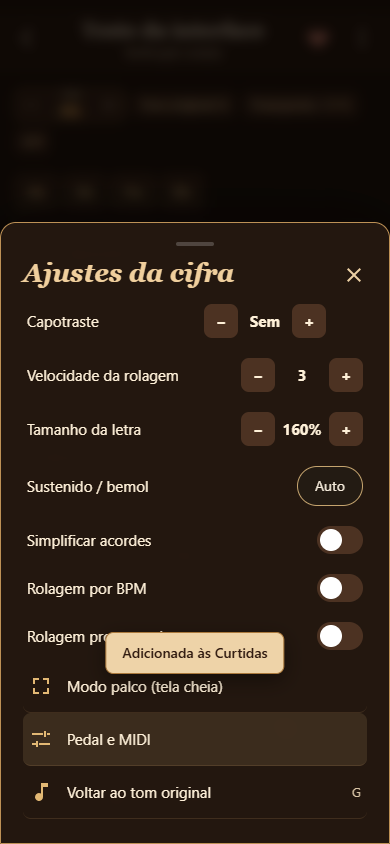 Ajustes da cifra
Capotraste
– Sem +
Velocidade da rolagem
– 3 +
Tamanho da letra
– 160% +
Sustenido / bemol
Auto
Simplificar acordes
Rolagem por BPM
Rolagem
Adicionada às Curtidas
Modo palco (tela cheia)
Pedal e MIDI
Voltar ao tom original
G